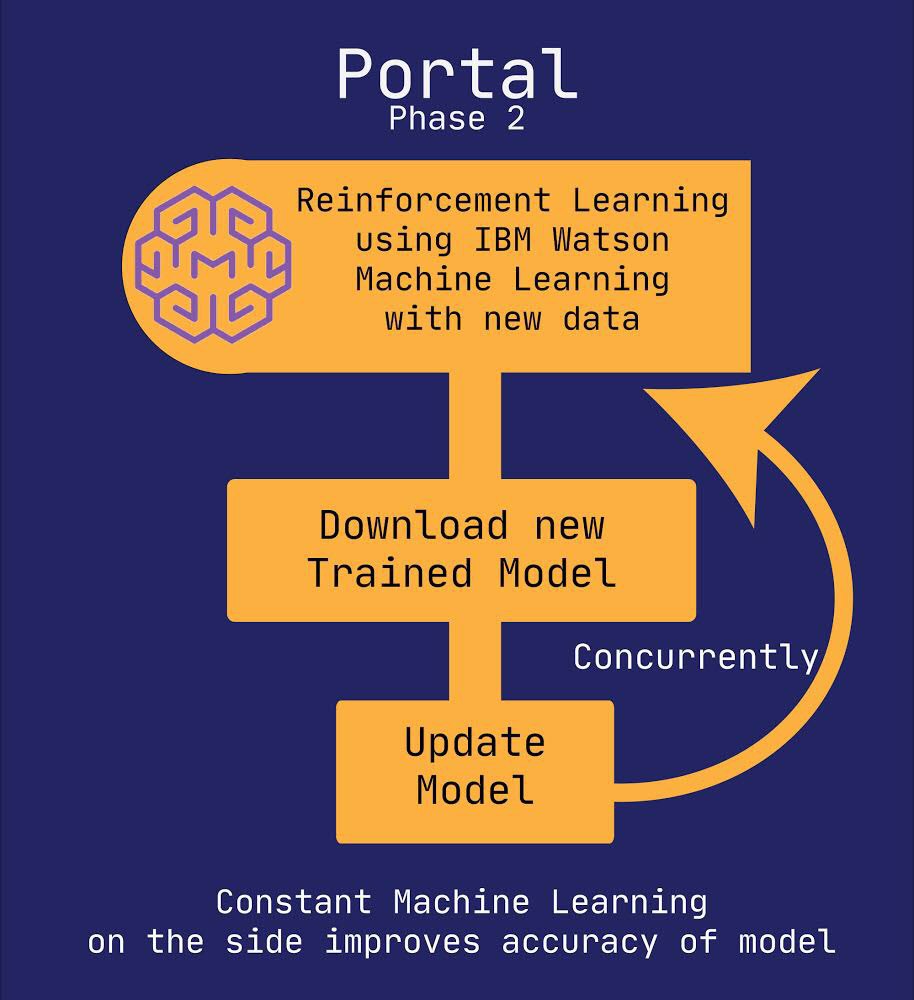 Portal
Phase 2
Reinforcement Learning
using IBM Watson
Machine Learning
with new data
Download new
Trained Model
Concurrently
Update
Model
Constant Machine Learning
on the side improves accuracy of model